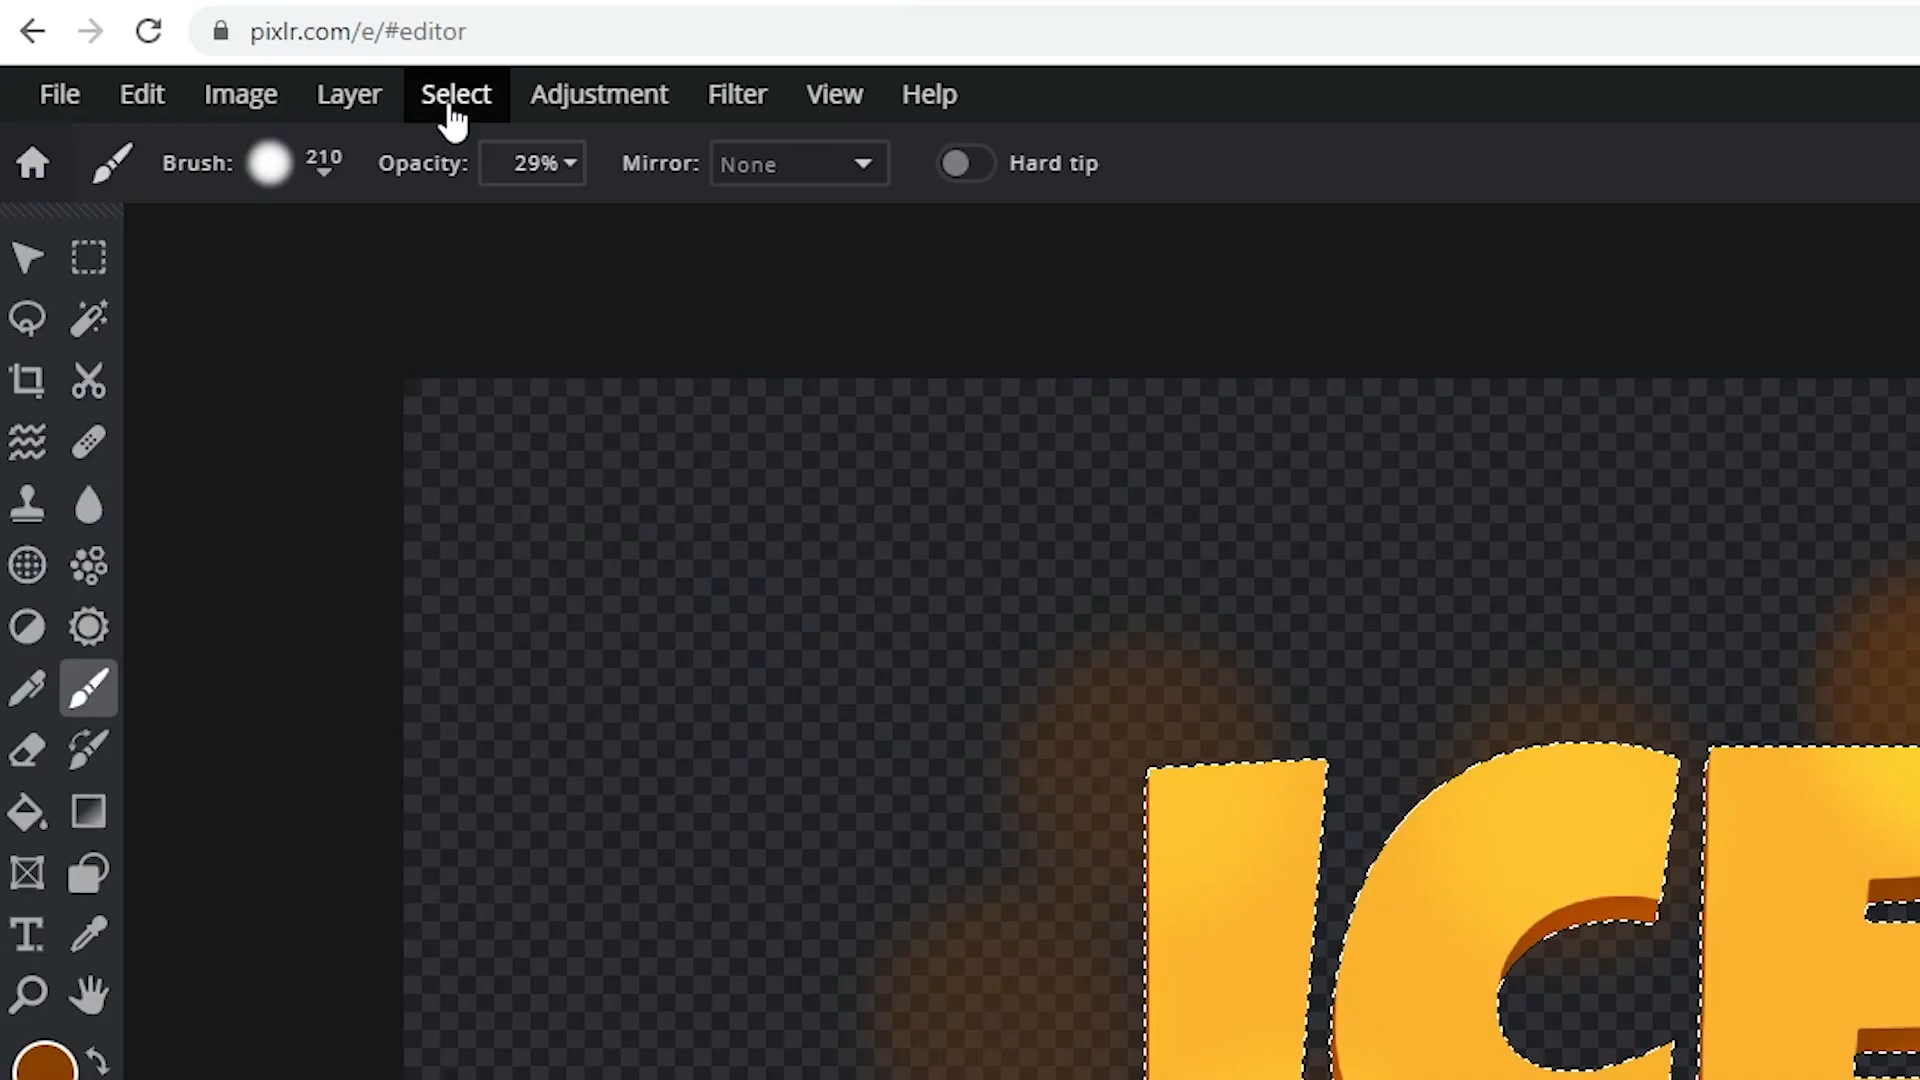 pixlr.com/e/#editor
File Edit Image Layer Select Adjustment Filter View Help
Brush: 210 Opacity: 29% Mirror: None Hard tip
ICE